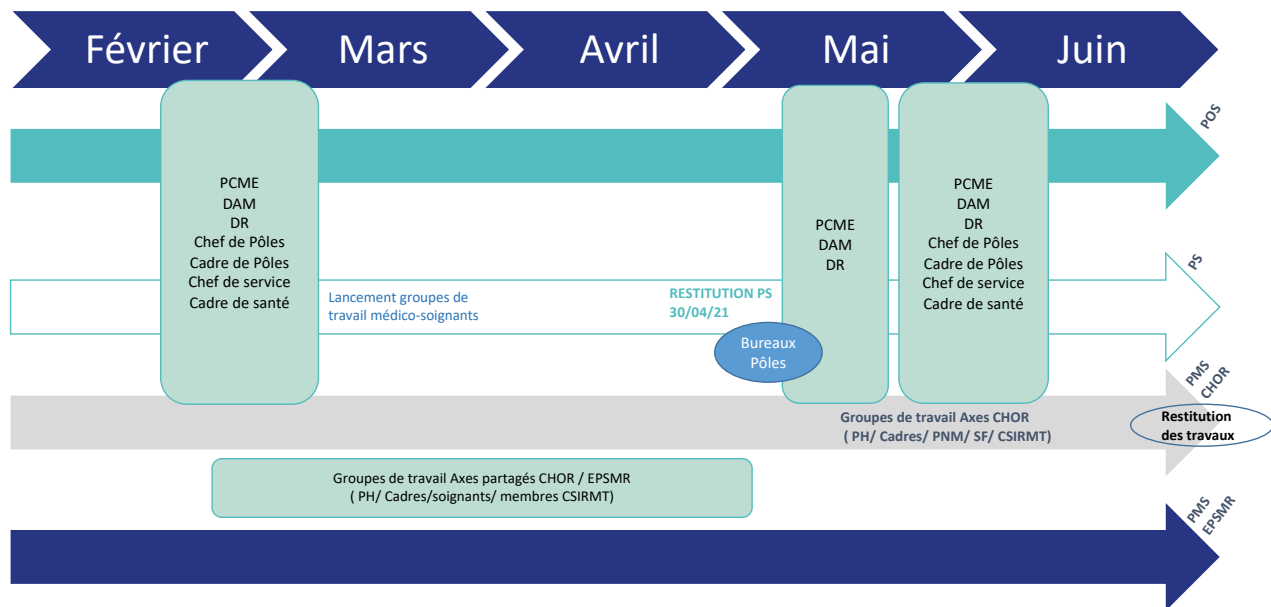 Février
Mars
Avril
Mai
Juin
POS
PCME
DAM
DR
Chef de Pôles
Cadre de Pôles
Chef de service
Cadre de santé
PCME
DAM
DR
PCME
DAM
DR
Chef de Pôles
Cadre de Pôles
Chef de service
Cadre de santé
PS
Lancement groupes de
travail médico-soignants
RESTITUTION PS
30/04/21
Bureaux
Pôles
PMS
CHOR
Groupes de travail Axes CHOR
( PH/ Cadres/ PNM/ SF/ CSIRMT)
Restitution
des travaux
Groupes de travail Axes partagés CHOR / EPSMR
( PH/ Cadres/soignants/ membres CSIRMT)
PMS
EPSMR